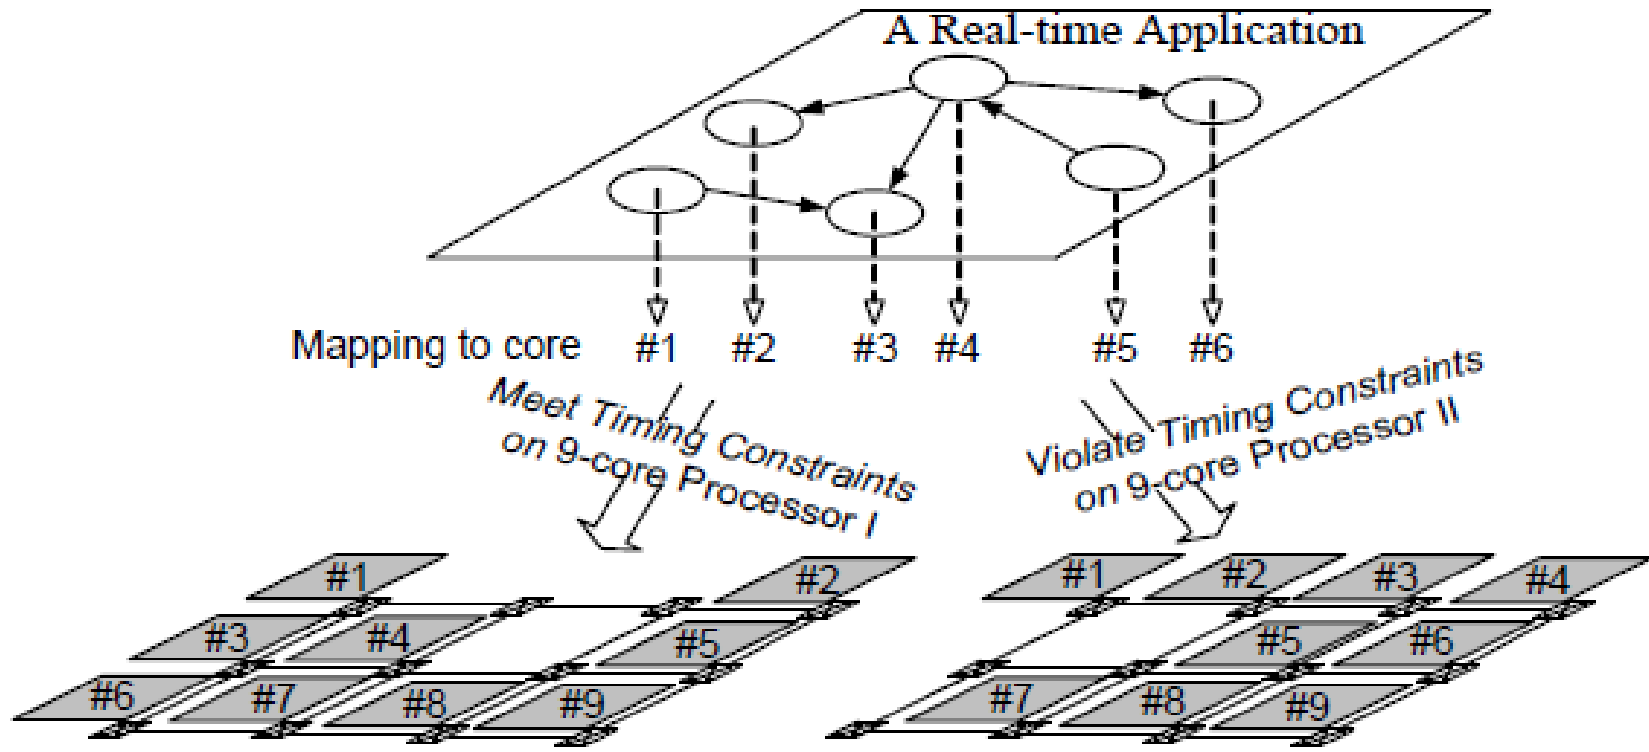 A Real-time Application
Mapping to core #1 #2 #3 #4 #5 #6
Meet Timing Constraints
on 9-core Processor I
Violate Timing Constraints
on 9-core Processor II
#1 #2
#3 #4 #5
#6 #7 #8 #9
#1 #2 #3 #4
#5 #6
#7 #8 #9